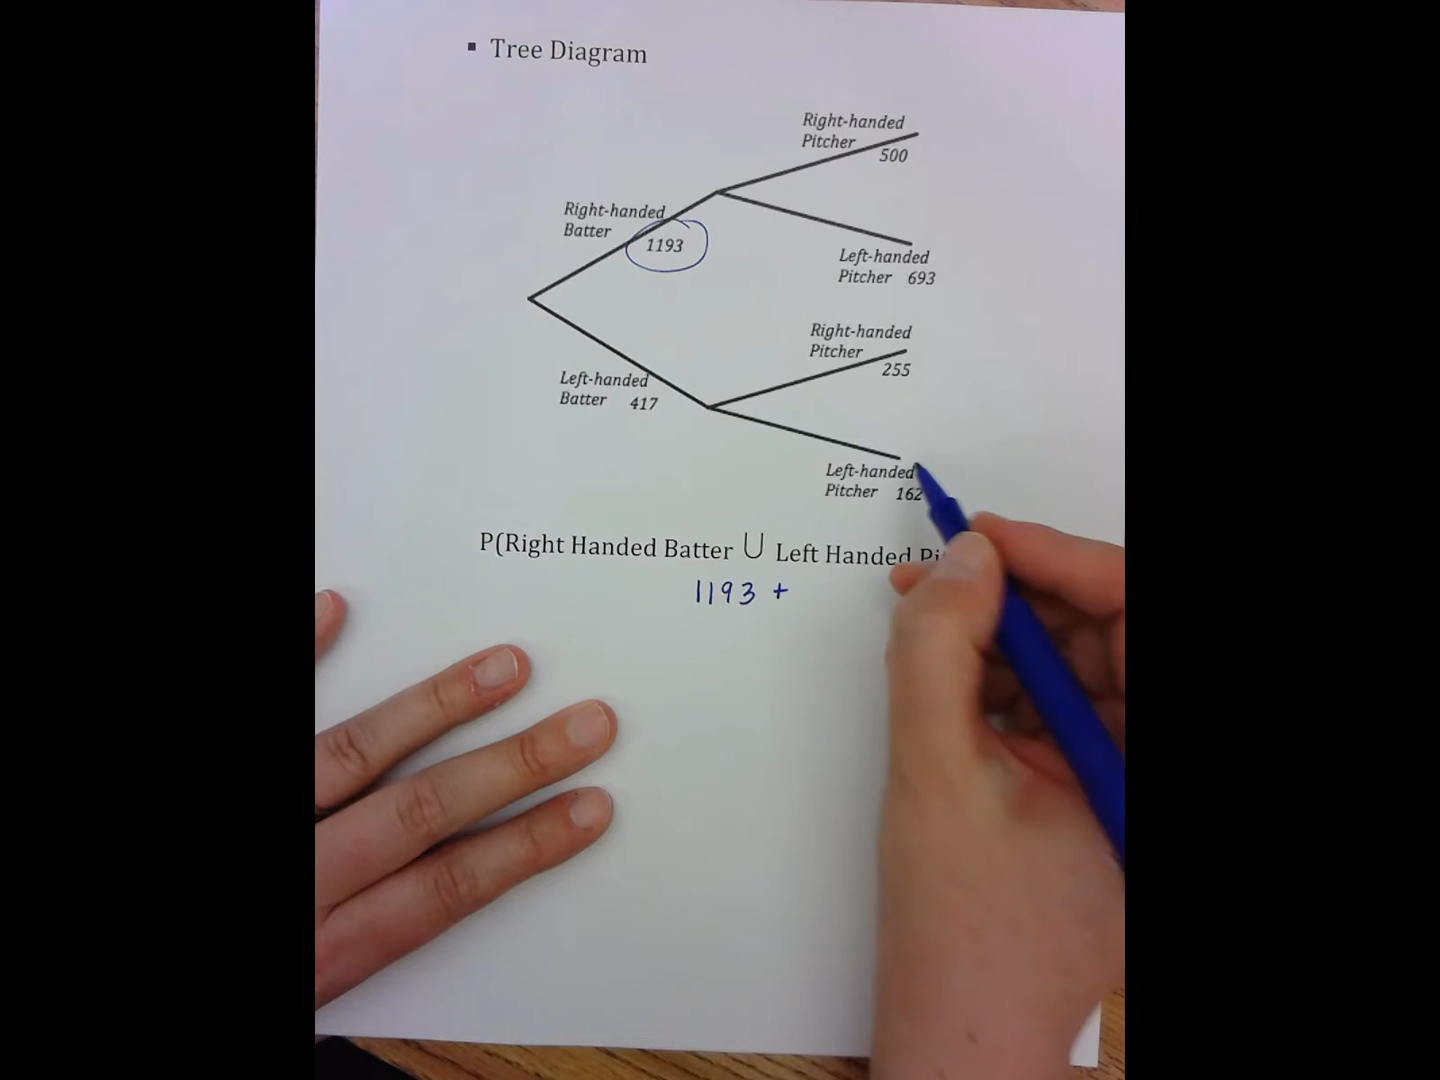 ▪ Tree Diagram
Right-handed
Pitcher 500
Right-handed
Batter
1193
Left-handed
Pitcher 693
Right-handed
Pitcher
255
Left-handed
Batter 417
Left-handed
Pitcher 162
P(Right Handed Batter ∪ Left Handed
1193 +